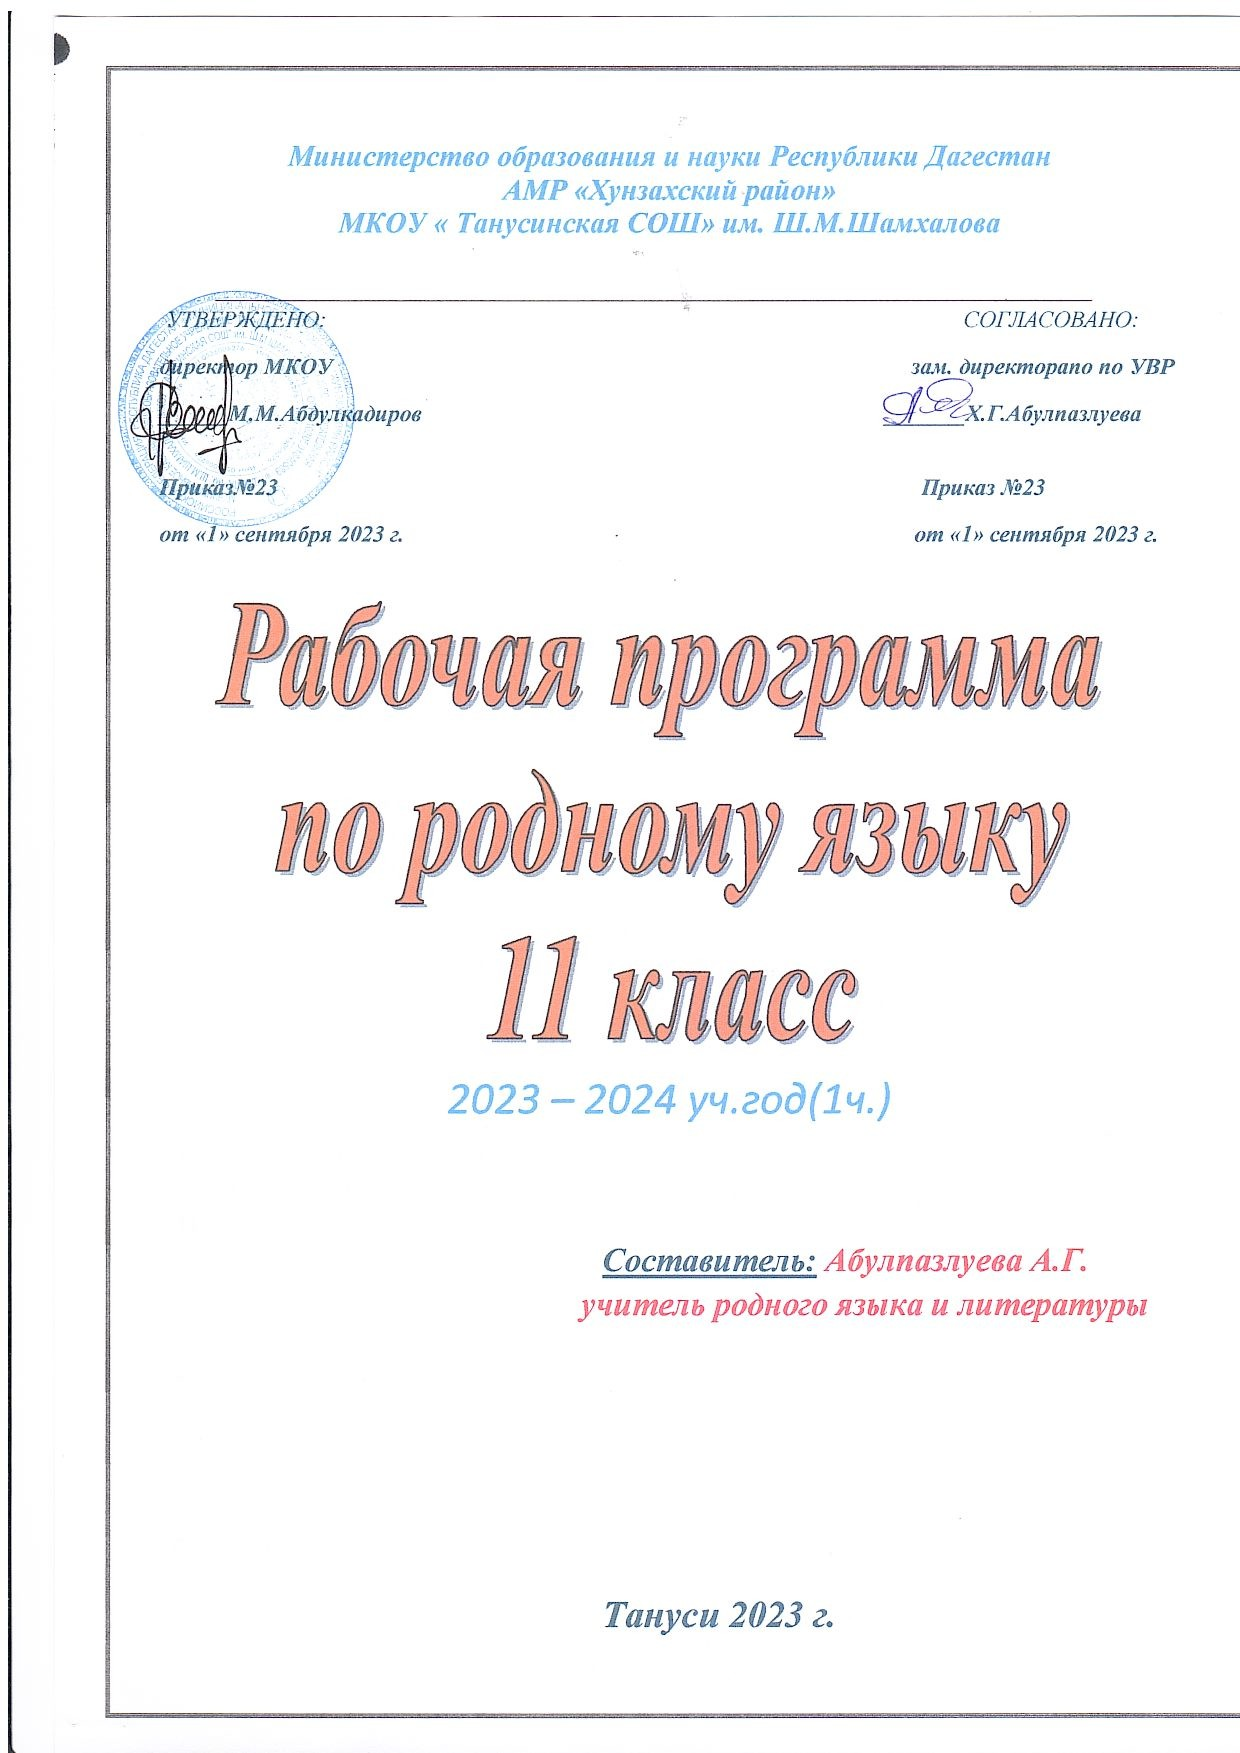 Министерство образования и науки Республики Дагестан
АМР «Хунзахский район»
МКОУ « Танусинская СОШ» им. Ш.М.Шамхалова
УТВЕРЖДЕНО:
СОГЛАСОВАНО:
директор МКОУ
зам. директорапо по УВР
М.М.Абдулкадиров
Х.Г.Абулпазлуева
Приказ№23
Приказ №23
от «1» сентября 2023 г.
от «1» сентября 2023 г.
Рабочая программа
по родному языку
11 класс
2023 – 2024 уч.год(1ч.)
Составитель: Абулпазлуева А.Г.
учитель родного языка и литературы
Тануси 2023 г.